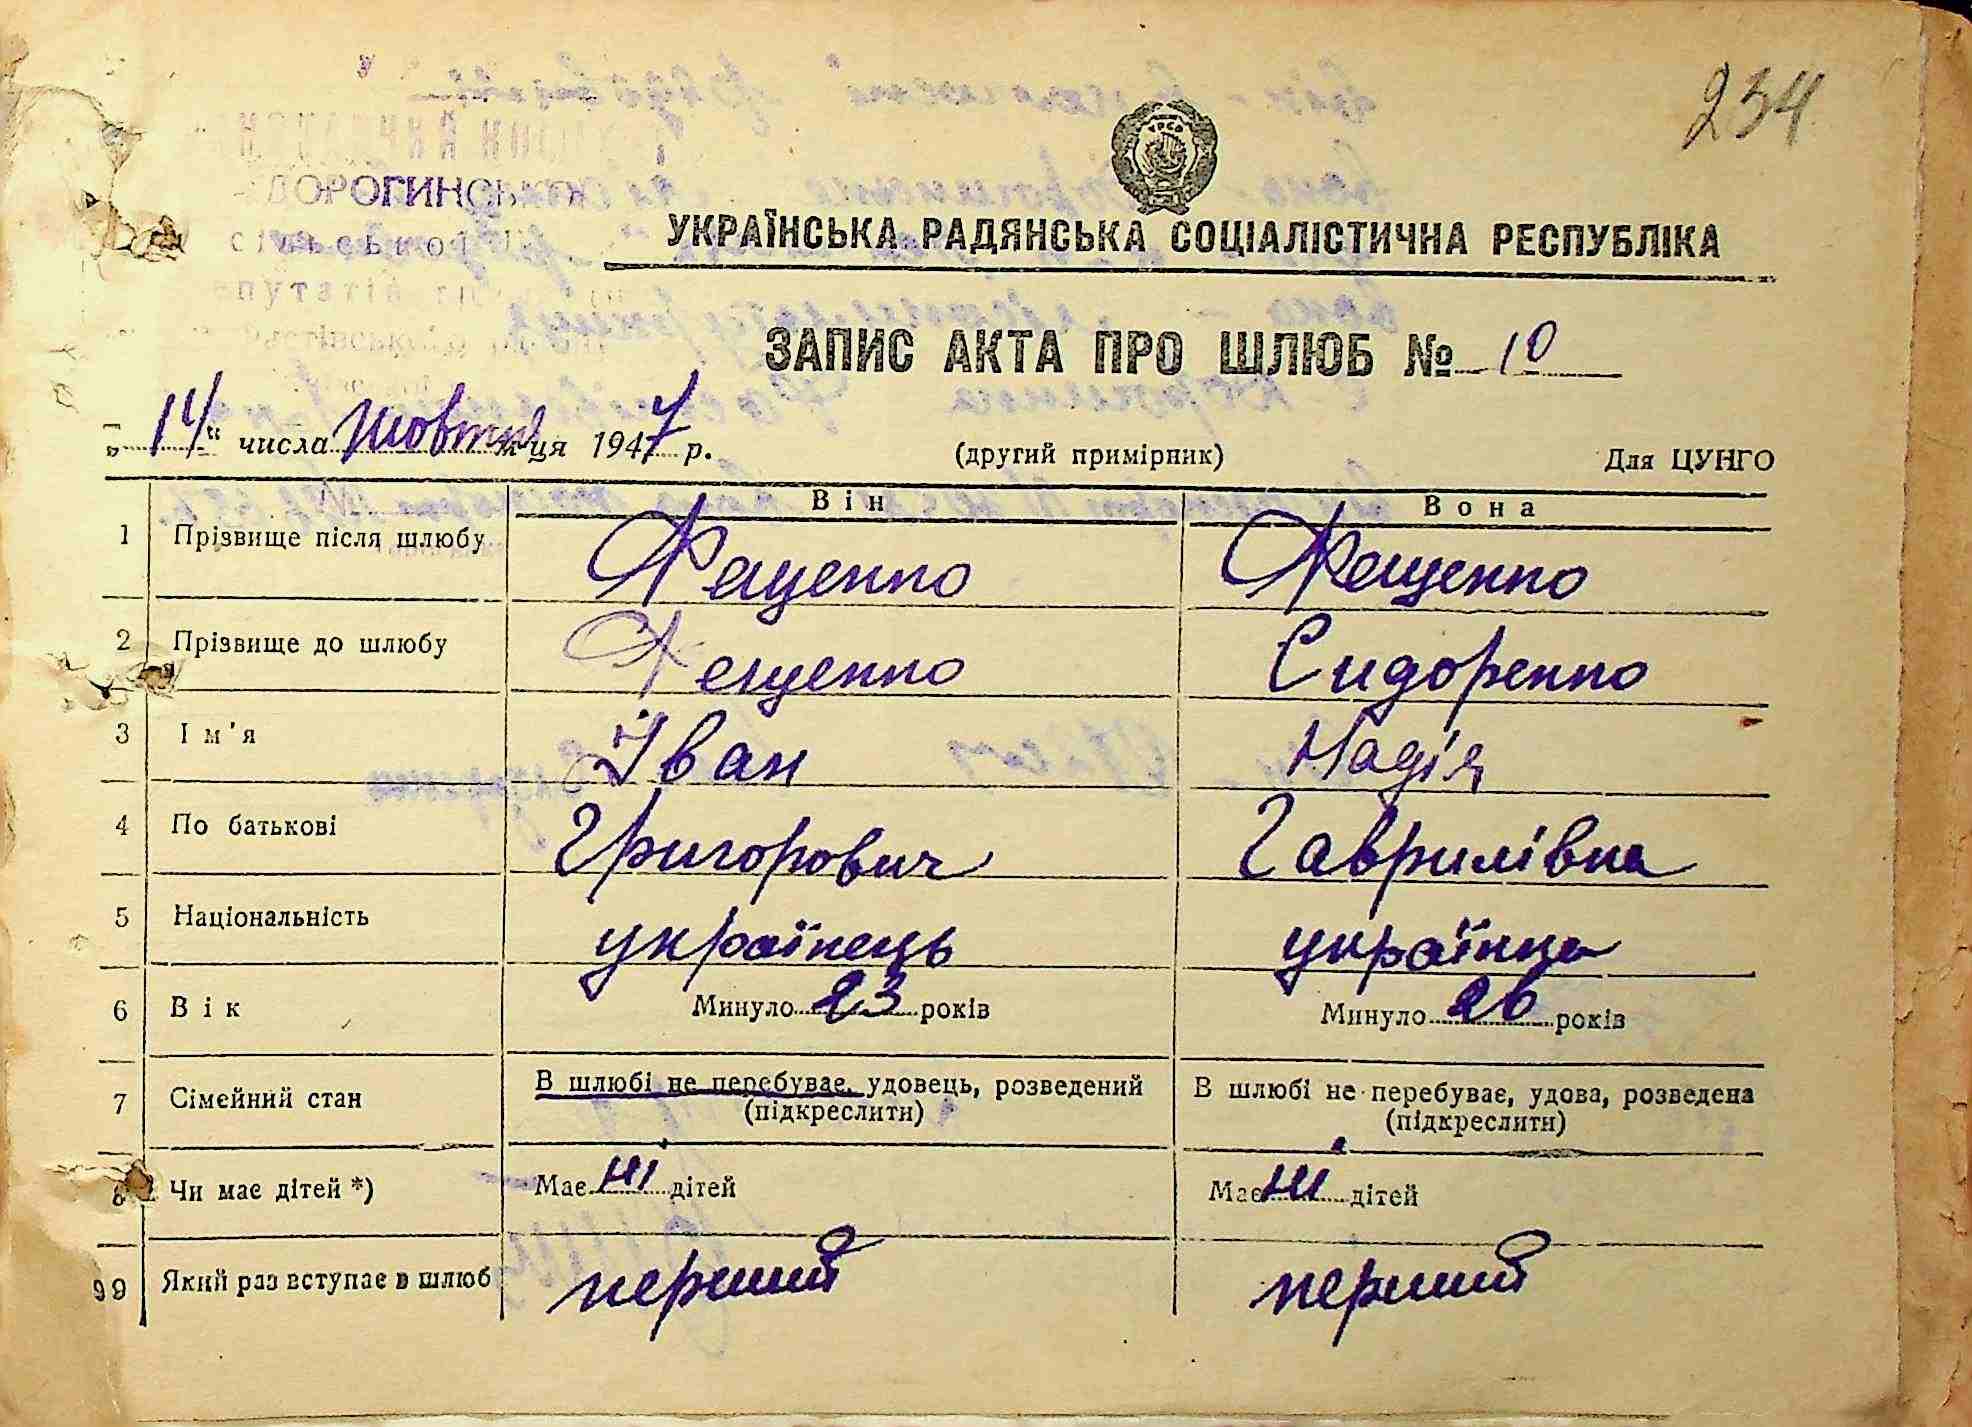 234
ДОРОГИНСЬКО
сільської
УКРАЇНСЬКА РАДЯНСЬКА СОЦІАЛІСТИЧНА РЕСПУБЛІКА
ЗАПИС АКТА ПРО ШЛЮБ № 10
„14“ числа жовтня м-ця 1947 р. (другий примірник) Для ЦУНГО
Він Вона
1 Прізвище після шлюбу Фещенко Фещенко
2 Прізвище до шлюбу Фещенко Сидоренко
3 Ім'я Іван Надія
4 По батькові Григорович Гаврилівна
5 Національність українець українка
6 Вік Минуло 23 років Минуло 26 років
7 Сімейний стан В шлюбі не перебуває, удовець, розведений В шлюбі не перебуває, удова, розведена
(підкреслити) (підкреслити)
8 Чи має дітей *) Має ні дітей Має ні дітей
99 Який раз вступає в шлюб перший перший